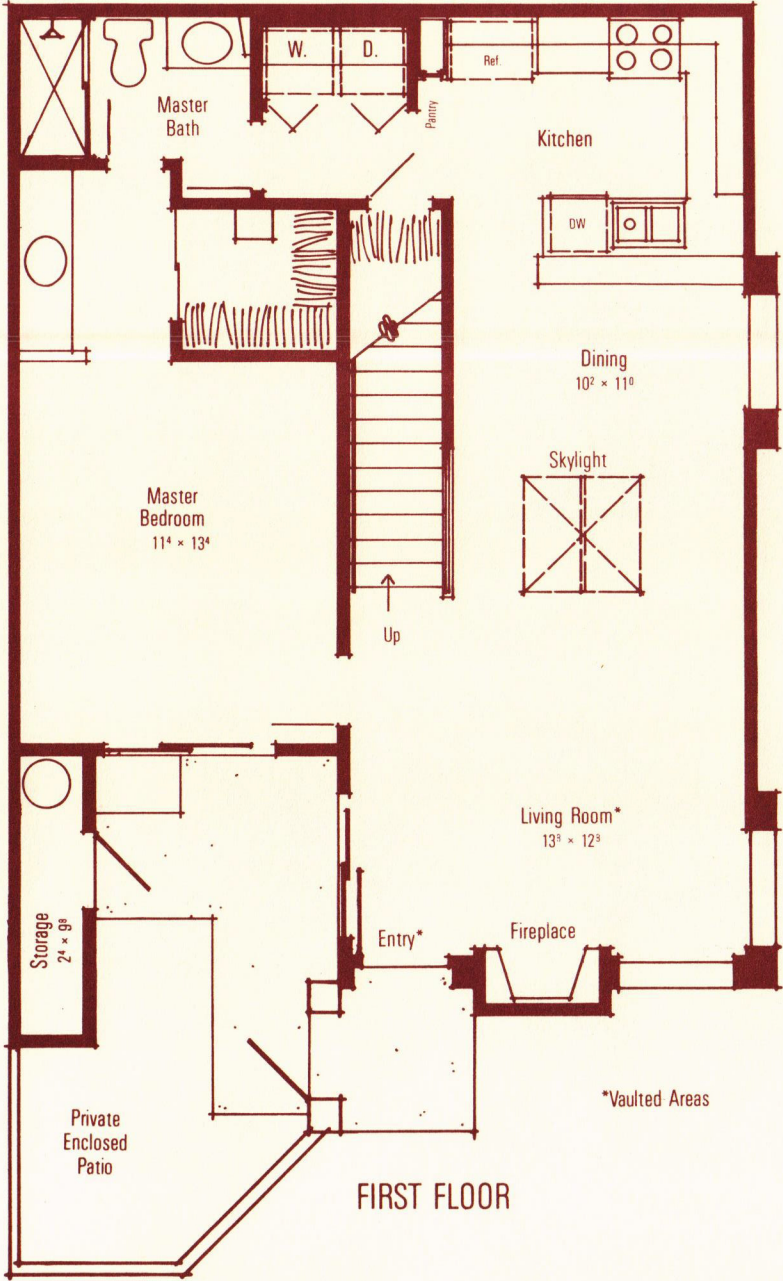 W.
D.
Ref.
Master
Bath
Pantry
Kitchen
DW
Dining
10² × 11⁰
Skylight
Master
Bedroom
11⁴ × 13⁴
Up
Living Room*
× 12⁹
Entry*
Fireplace
Storage
2⁴ × 9⁸
*Vaulted Areas
Private
Enclosed
Patio
FIRST FLOOR